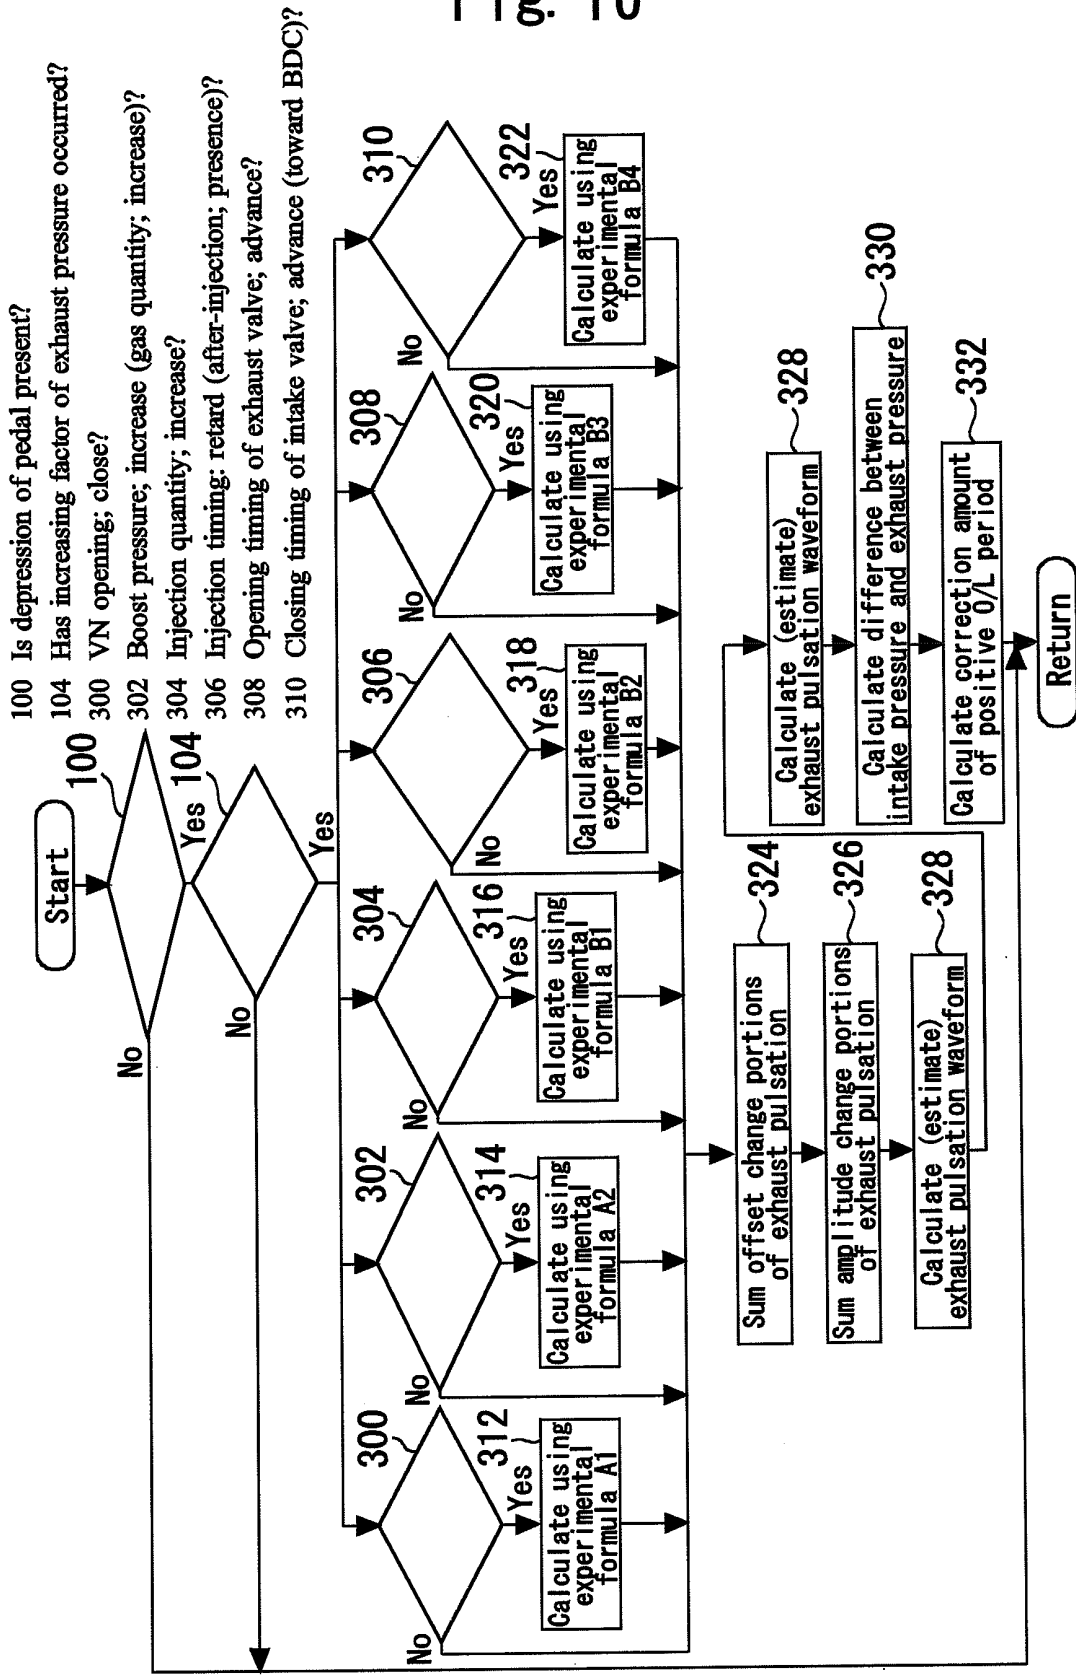 Fig. 10
100 Is depression of pedal present?
104 Has increasing factor of exhaust pressure occurred?
300 VN opening; close?
302 Boost pressure; increase (gas quantity; increase)?
304 Injection quantity; increase?
306 Injection timing: retard (after-injection; presence)?
308 Opening timing of exhaust valve; advance?
310 Closing timing of intake valve; advance (toward BDC)?
Start
100
No
Yes
104
No
Yes
300
No
Yes
312
Calculate using
experimental
formula A1
302
No
Yes
314
Calculate using
experimental
formula A2
304
No
Yes
316
Calculate using
experimental
formula B1
306
No
Yes
318
Calculate using
experimental
formula B2
308
No
Yes
320
Calculate using
experimental
formula B3
310
No
Yes
322
Calculate using
experimental
formula B4
324
Sum offset change portions
of exhaust pulsation
326
Sum amplitude change portions
of exhaust pulsation
328
Calculate (estimate)
exhaust pulsation waveform
328
Calculate (estimate)
exhaust pulsation waveform
330
Calculate difference between
intake pressure and exhaust pressure
332
Calculate correction amount
of positive O/L period
Return